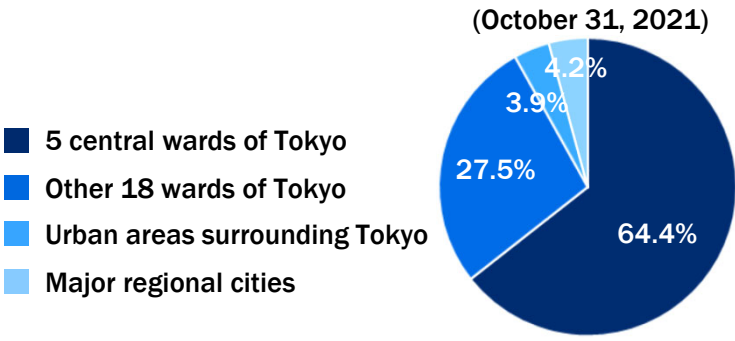 (October 31, 2021)
4.2%
3.9%
5 central wards of Tokyo
27.5%
Other 18 wards of Tokyo
Urban areas surrounding Tokyo
64.4%
Major regional cities